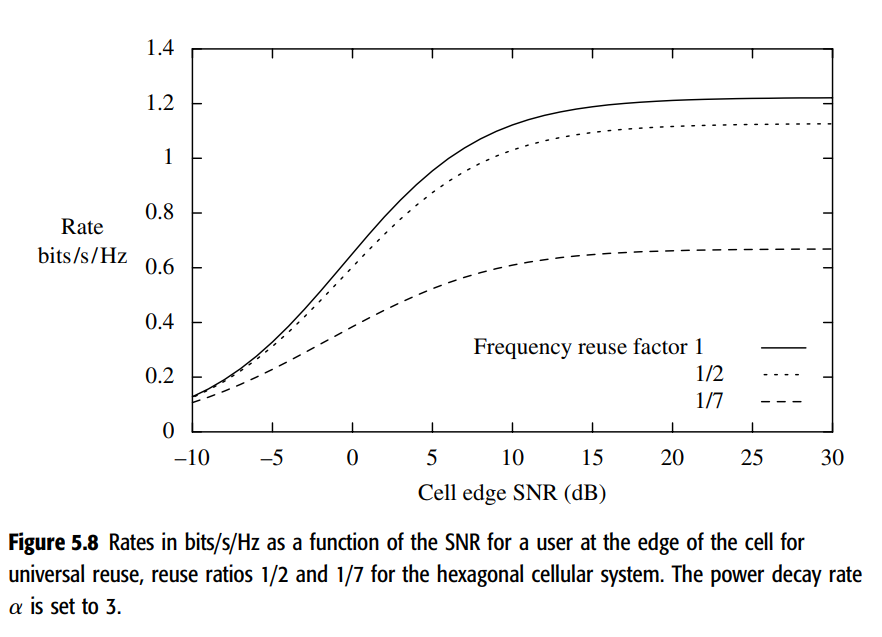 1.4
1.2
1
0.8
Rate
bits/s/Hz
0.6
0.4
Frequency reuse factor 1
1/2
0.2
1/7
0
–10 –5 0 5 10 15 20 25 30
Cell edge SNR (dB)
Figure 5.8 Rates in bits/s/Hz as a function of the SNR for a user at the edge of the cell for
universal reuse, reuse ratios 1/2 and 1/7 for the hexagonal cellular system. The power decay rate
α is set to 3.